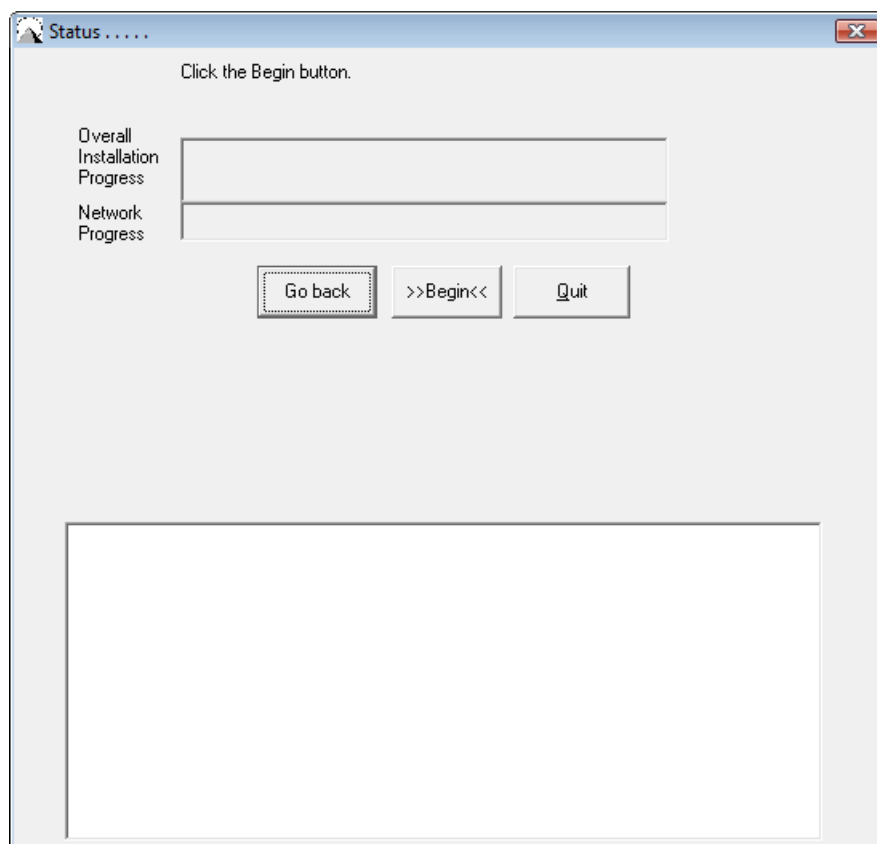 Status . . . . .
Click the Begin button.
Overall
Installation
Progress
Network
Progress
Go back
>>Begin<<
Quit